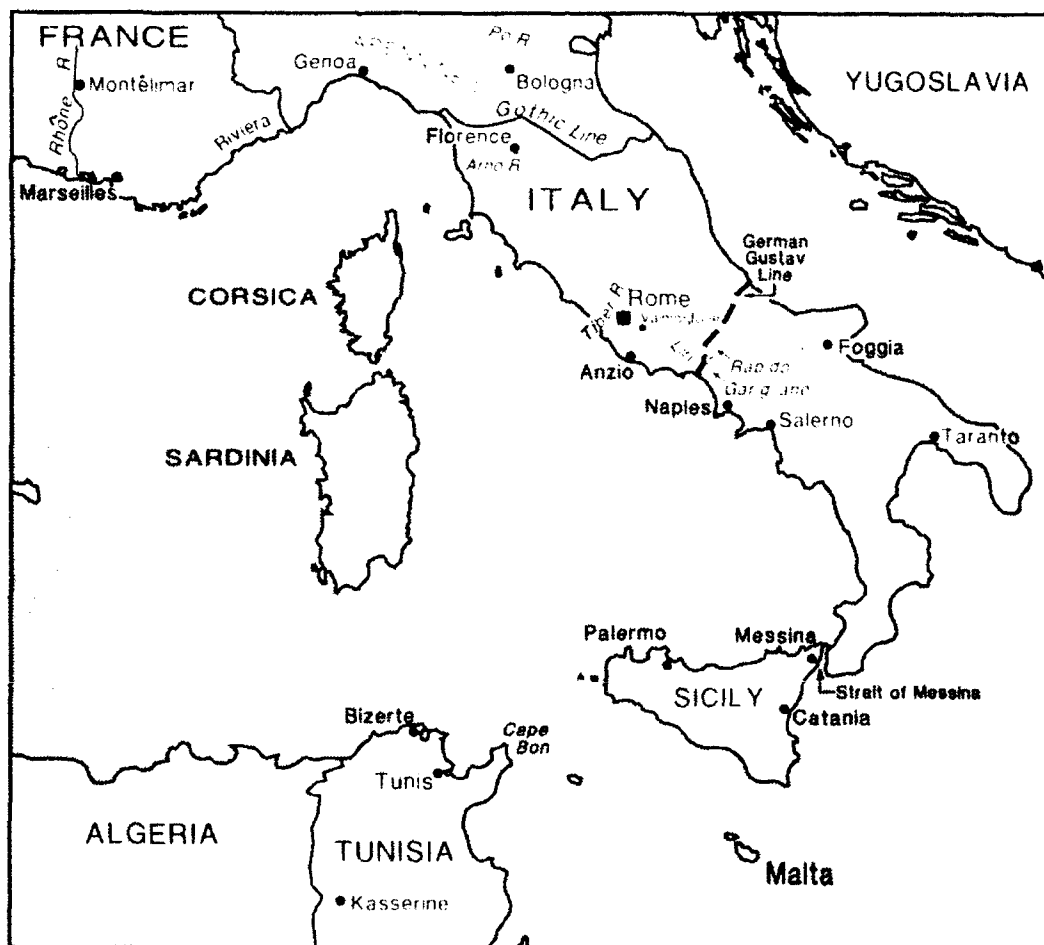 FRANCE
Montêlimar
Rhône R
Marseilles
Riviera
Genoa
Po R
Bologna
Gothic Line
Florence
Arno R
ITALY
YUGOSLAVIA
German
Gustav
Line
CORSICA
Tiber R
Rome
Anzio
Rapido
Garigliano
Foggia
Naples
Salerno
Taranto
SARDINIA
Palermo
Messina
SICILY
Strait of Messina
Catania
Bizerte
Cape
Bon
Tunis
ALGERIA
TUNISIA
Malta
Kasserine